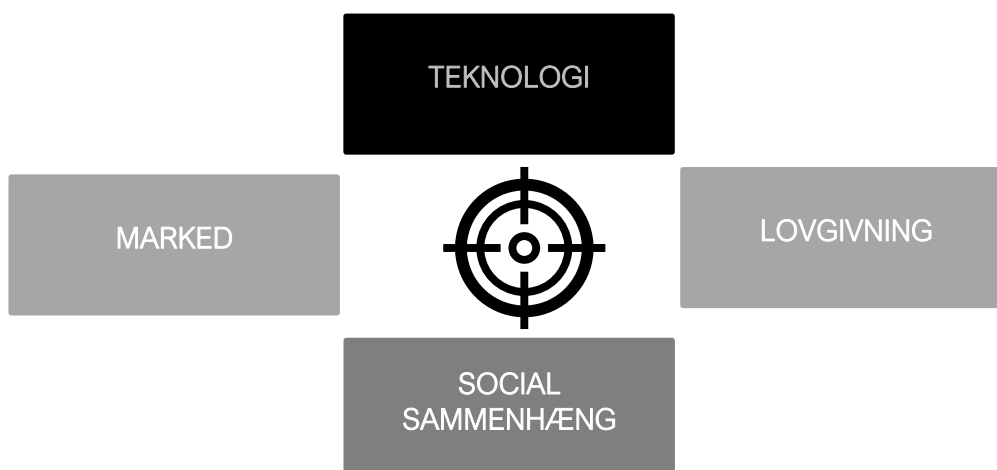 TEKNOLOGI
MARKED
LOVGIVNING
SOCIAL
SAMMENHÆNG